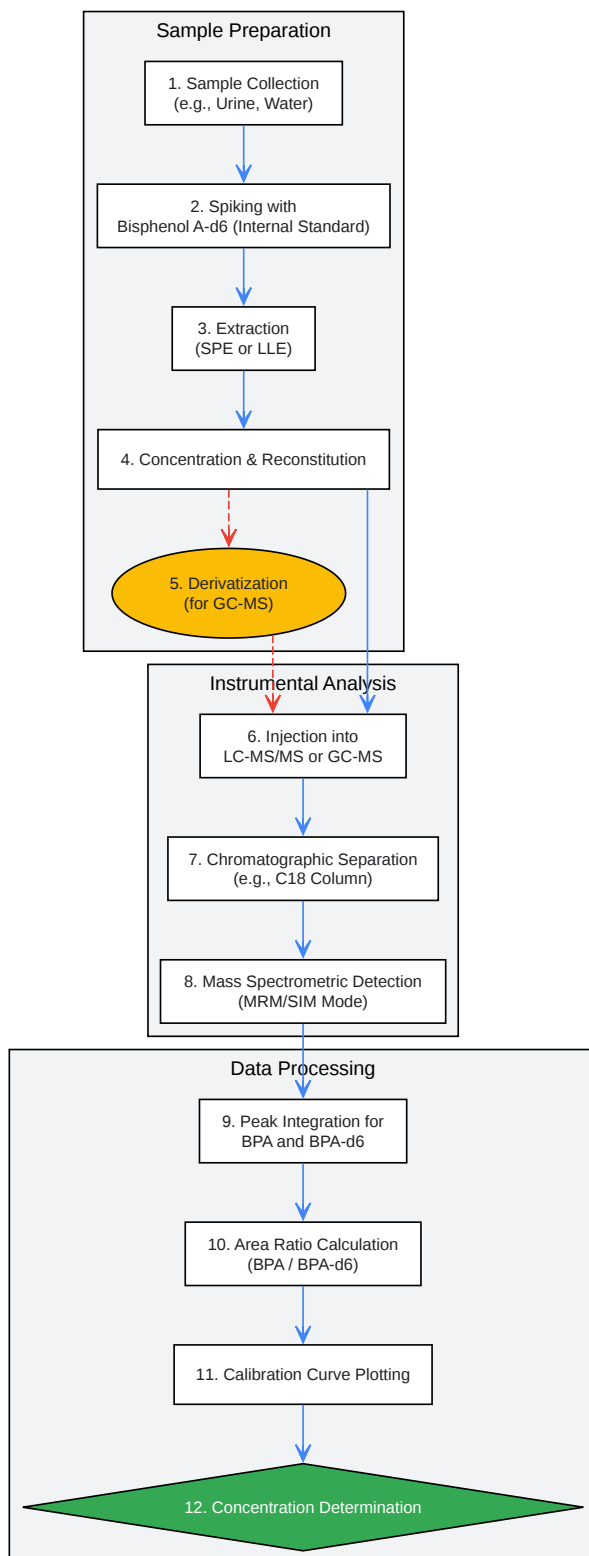 Sample Preparation
1. Sample Collection
(e.g., Urine, Water)
2. Spiking with
Bisphenol A-d6 (Internal Standard)
3. Extraction
(SPE or LLE)
4. Concentration & Reconstitution
5. Derivatization
(for GC-MS)
Instrumental Analysis
6. Injection into
LC-MS/MS or GC-MS
7. Chromatographic Separation
(e.g., C18 Column)
8. Mass Spectrometric Detection
(MRM/SIM Mode)
Data Processing
9. Peak Integration for
BPA and BPA-d6
10. Area Ratio Calculation
(BPA / BPA-d6)
11. Calibration Curve Plotting
12. Concentration Determination